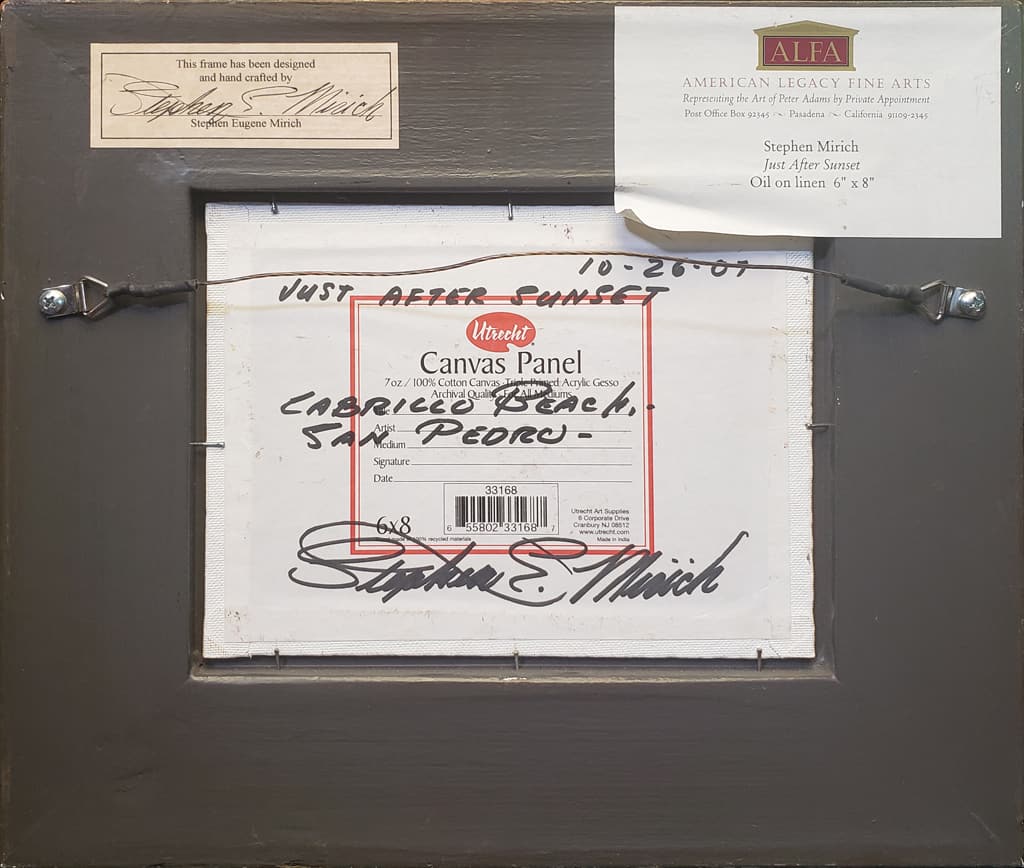 This frame has been designed
and hand crafted by
Stephen E. Mirich
Stephen Eugene Mirich
ALFA
AMERICAN LEGACY FINE ARTS
Representing the Art of Peter Adams by Private Appointment
Post Office Box 92345 ~ Pasadena ~ California 91109-2345
Stephen Mirich
Just After Sunset
Oil on linen 6" x 8"
10-26-07
JUST AFTER SUNSET
Utrecht
Canvas Panel
7oz / 100% Cotton Canvas · Triple Primed Acrylic Gesso
Archival Quality · For All Mediums
CABRILLO BEACH.-
Artist
SAN PEDRO-
Medium
Signature
Date
33168
6 55802 33168 7
6x8
Utrecht Art Supplies
6 Corporate Drive
Cranbury NJ 08512
www.utrecht.com
Made in India
made in 100% recycled materials
Stephen E. Mirich